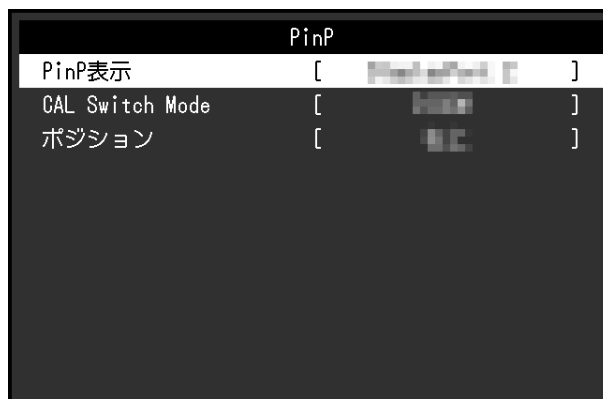 PinP
PinP表示 [ ]
CAL Switch Mode [ ]
ポジション [ ]